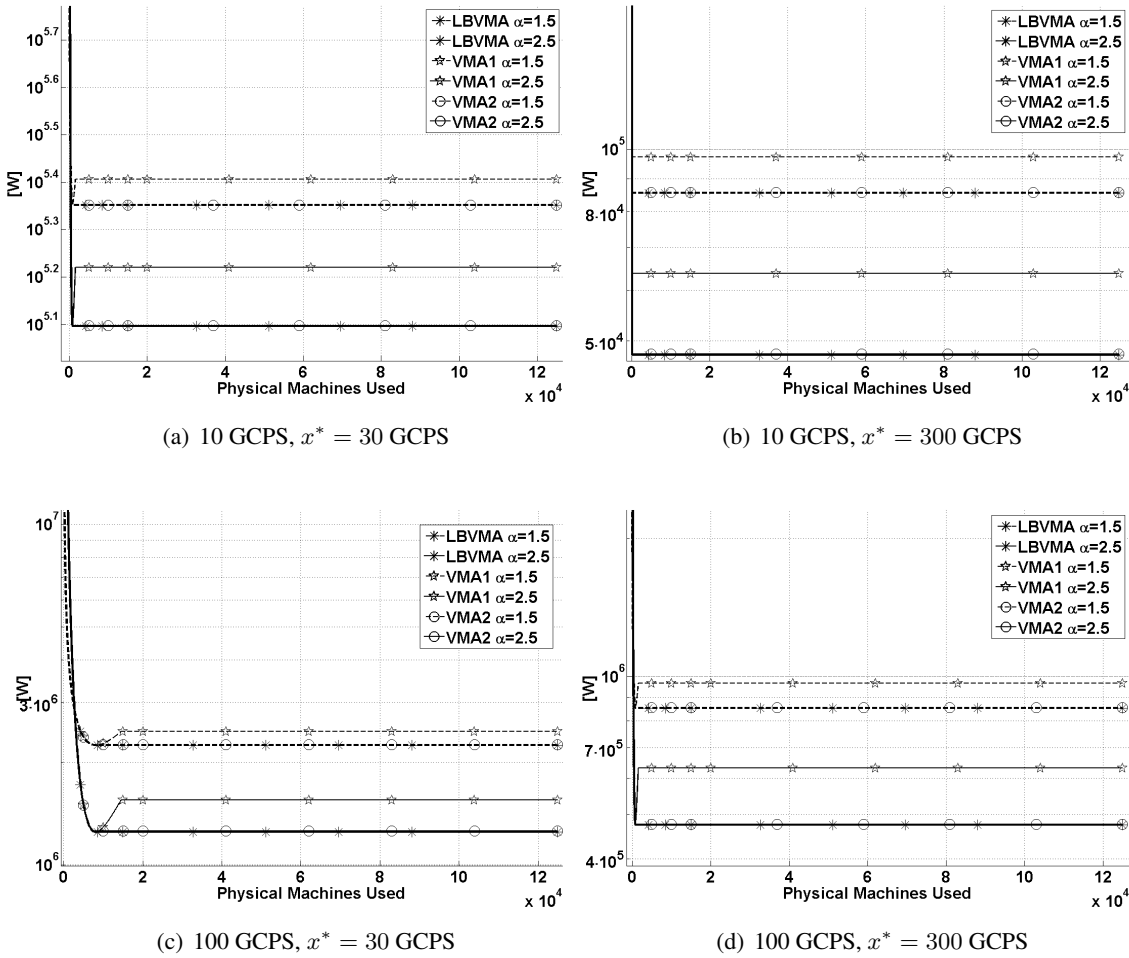 10^5.7
10^5.6
10^5.5
10^5.4
10^5.3
10^5.2
10^5.1
[W]
LBVMA α=1.5
LBVMA α=2.5
VMA1 α=1.5
VMA1 α=2.5
VMA2 α=1.5
VMA2 α=2.5
0 2 4 6 8 10 12
Physical Machines Used
x 10^4
(a) 10 GCPS, x* = 30 GCPS
10^5
8·10^4
5·10^4
[W]
LBVMA α=1.5
LBVMA α=2.5
VMA1 α=1.5
VMA1 α=2.5
VMA2 α=1.5
VMA2 α=2.5
0 2 4 6 8 10 12
Physical Machines Used
x 10^4
(b) 10 GCPS, x* = 300 GCPS
10^7
3·10^6
10^6
[W]
LBVMA α=1.5
LBVMA α=2.5
VMA1 α=1.5
VMA1 α=2.5
VMA2 α=1.5
VMA2 α=2.5
0 2 4 6 8 10 12
Physical Machines Used
x 10^4
(c) 100 GCPS, x* = 30 GCPS
10^6
7·10^5
4·10^5
[W]
LBVMA α=1.5
LBVMA α=2.5
VMA1 α=1.5
VMA1 α=2.5
VMA2 α=1.5
VMA2 α=2.5
0 2 4 6 8 10 12
Physical Machines Used
x 10^4
(d) 100 GCPS, x* = 300 GCPS